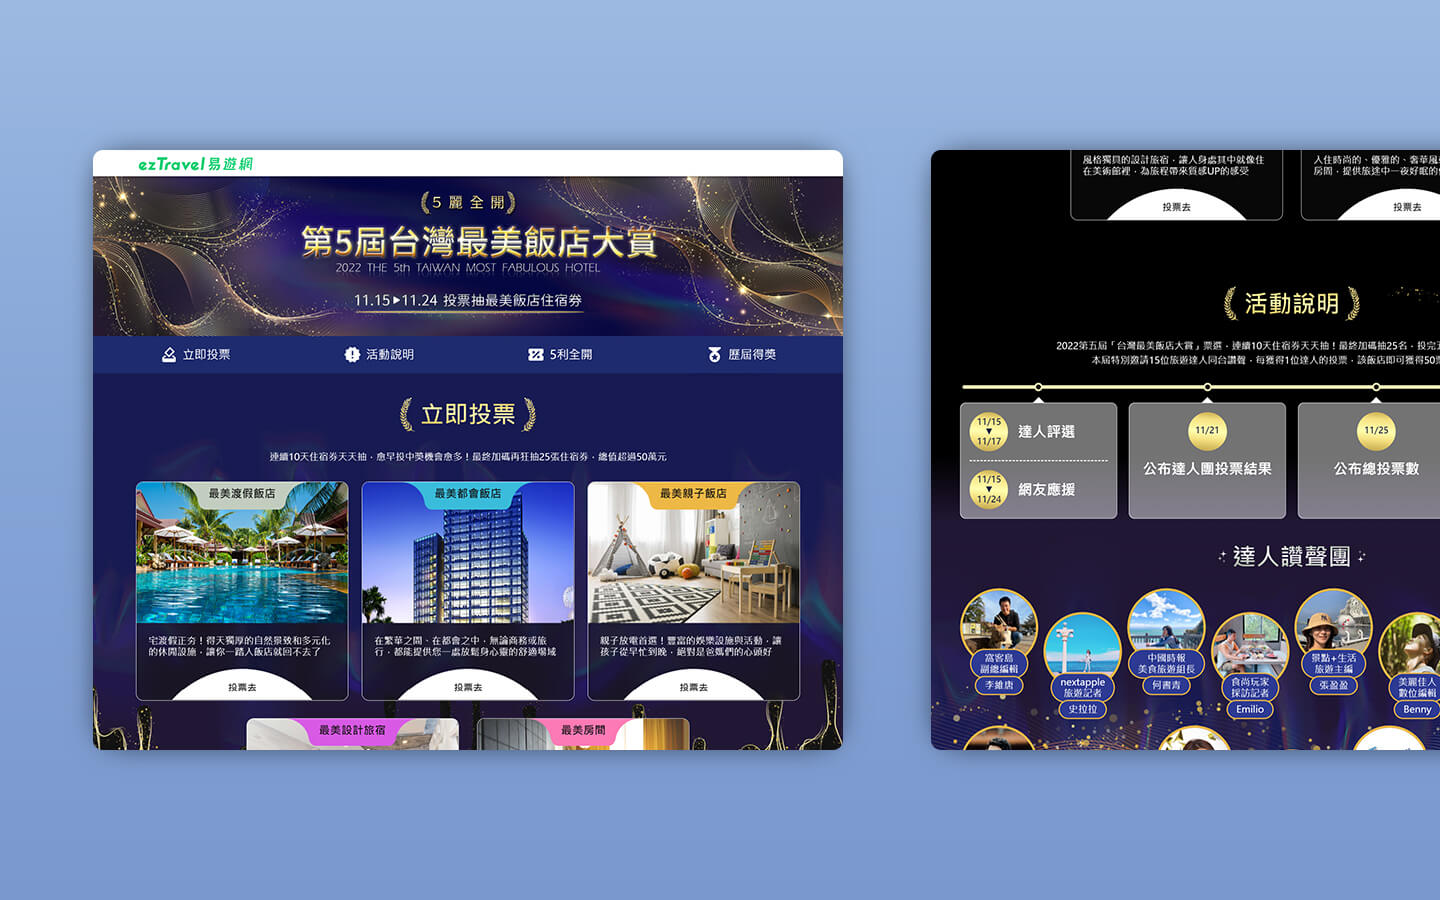 ezTravel易遊網
5麗全開
第5屆台灣最美飯店大賞
2022 THE 5th TAIWAN MOST FABULOUS HOTEL
11.15▶11.24 投票抽最美飯店住宿券
立即投票
活動說明
5利全開
歷屆得獎
立即投票
連續10天住宿券天天抽，愈早投中獎機會愈多！最終加碼再狂抽25張住宿券，總值超過50萬元
最美渡假飯店
宅渡假正夯！得天獨厚的自然景致和多元化
的休閒設施，讓你一踏入飯店就回不去了
投票去
最美都會飯店
在繁華之間、在都會之中，無論商務或旅
行，都能提供您一處放鬆身心靈的舒適場域
投票去
最美親子飯店
親子放電首選！豐富的娛樂設施與活動，讓
孩子從早忙到晚，絕對是爸媽們的心頭好
投票去
最美設計旅宿
最美房間
風格獨具的設計旅宿，讓人身處其中就像住
在美術館裡，為旅程帶來質感UP的感受
投票去
入住時尚的、優雅的、奢華風
房間，提供旅途中一夜好眠的
投票去
活動說明
2022第五屆「台灣最美飯店大賞」票選，連續10天住宿券天天抽！最終加碼抽25名，投完
本屆特別邀請15位旅遊達人同台讚聲，每獲得1位達人的投票，該飯店即可獲得50票
11/15
▼
11/17
達人評選
11/15
▼
11/24
網友應援
11/21
公布達人團投票結果
11/25
公布總投票數
達人讚聲團
窩客島
副總編輯
李維唐
nextapple
旅遊記者
史拉拉
中國時報
美食旅遊組長
何書青
食尚玩家
採訪記者
Emilio
景點+生活
旅遊主編
張盈盈
美麗佳人
數位編輯
Benny